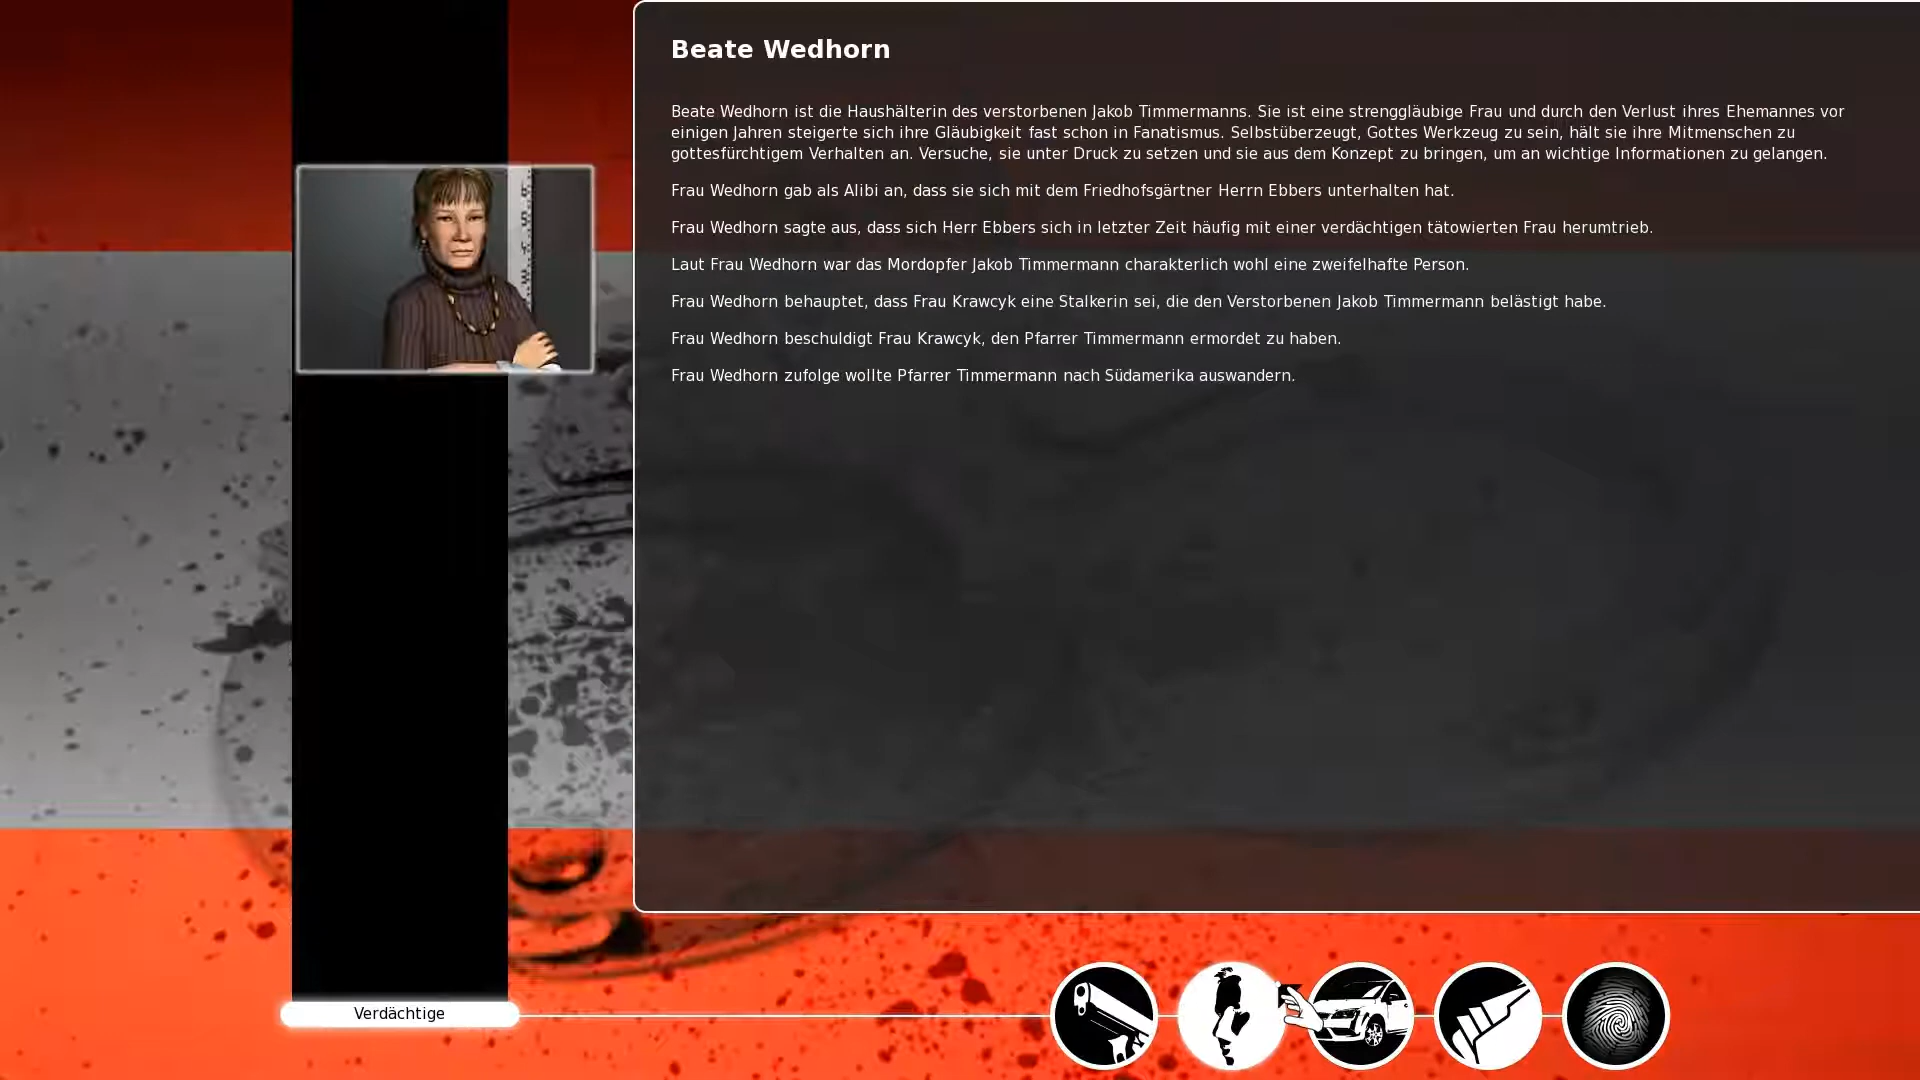 Beate Wedhorn
Beate Wedhorn ist die Haushälterin des verstorbenen Jakob Timmermanns. Sie ist eine strenggläubige Frau und durch den Verlust ihres Ehemannes vor
einigen Jahren steigerte sich ihre Gläubigkeit fast schon in Fanatismus. Selbstüberzeugt, Gottes Werkzeug zu sein, hält sie ihre Mitmenschen zu
gottesfürchtigem Verhalten an. Versuche, sie unter Druck zu setzen und sie aus dem Konzept zu bringen, um an wichtige Informationen zu gelangen.
Frau Wedhorn gab als Alibi an, dass sie sich mit dem Friedhofsgärtner Herrn Ebbers unterhalten hat.
Frau Wedhorn sagte aus, dass sich Herr Ebbers sich in letzter Zeit häufig mit einer verdächtigen tätowierten Frau herumtrieb.
Laut Frau Wedhorn war das Mordopfer Jakob Timmermann charakterlich wohl eine zweifelhafte Person.
Frau Wedhorn behauptet, dass Frau Krawcyk eine Stalkerin sei, die den Verstorbenen Jakob Timmermann belästigt habe.
Frau Wedhorn beschuldigt Frau Krawcyk, den Pfarrer Timmermann ermordet zu haben.
Frau Wedhorn zufolge wollte Pfarrer Timmermann nach Südamerika auswandern.
Verdächtige